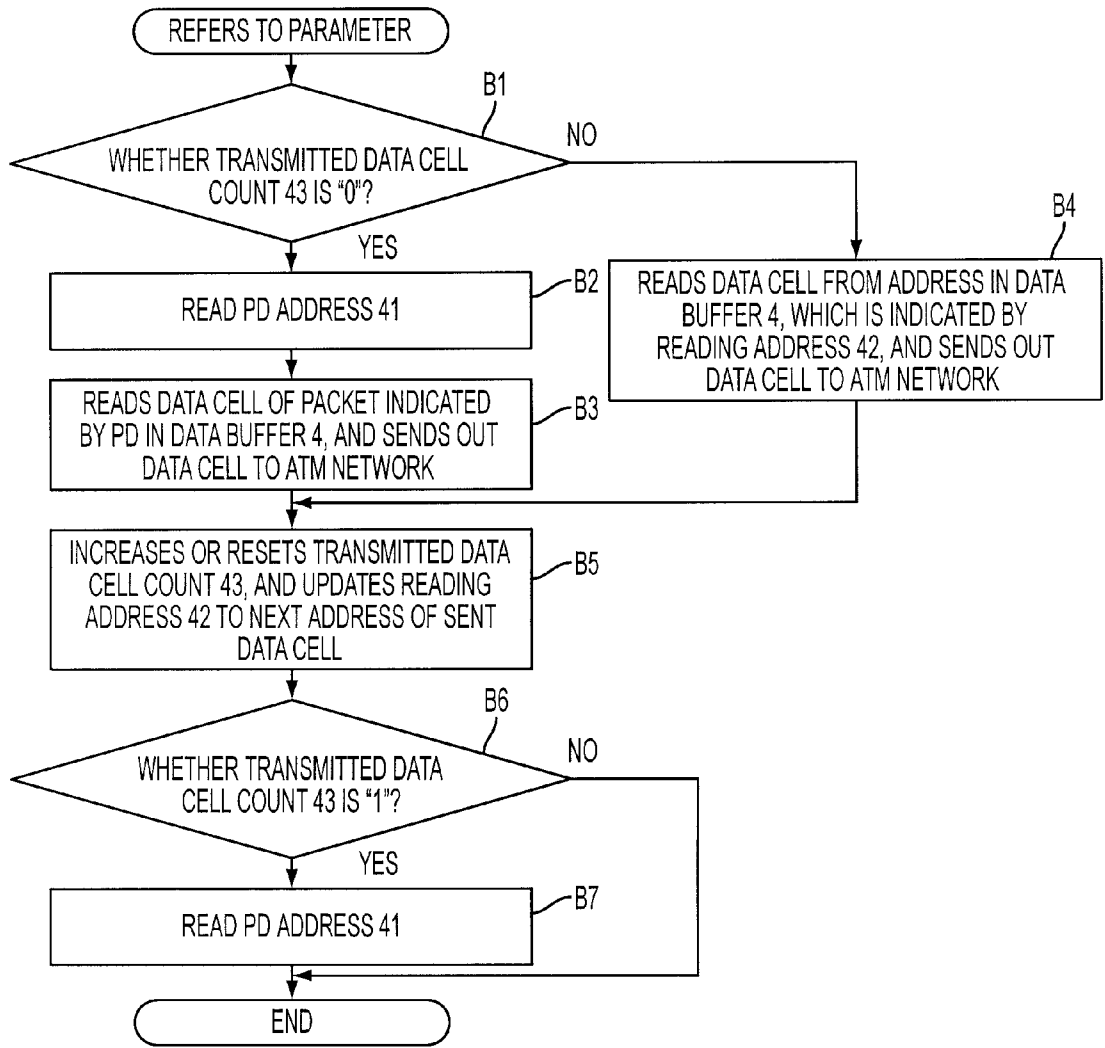 REFERS TO PARAMETER
B1
WHETHER TRANSMITTED DATA CELL
COUNT 43 IS “0”?
NO
YES
READ PD ADDRESS 41
B2
B4
READS DATA CELL FROM ADDRESS IN DATA
BUFFER 4, WHICH IS INDICATED BY
READING ADDRESS 42, AND SENDS OUT
DATA CELL TO ATM NETWORK
READS DATA CELL OF PACKET INDICATED
BY PD IN DATA BUFFER 4, AND SENDS OUT
DATA CELL TO ATM NETWORK
B3
INCREASES OR RESETS TRANSMITTED DATA
CELL COUNT 43, AND UPDATES READING
ADDRESS 42 TO NEXT ADDRESS OF SENT
DATA CELL
B5
B6
WHETHER TRANSMITTED DATA
CELL COUNT 43 IS “1”?
NO
YES
READ PD ADDRESS 41
B7
END